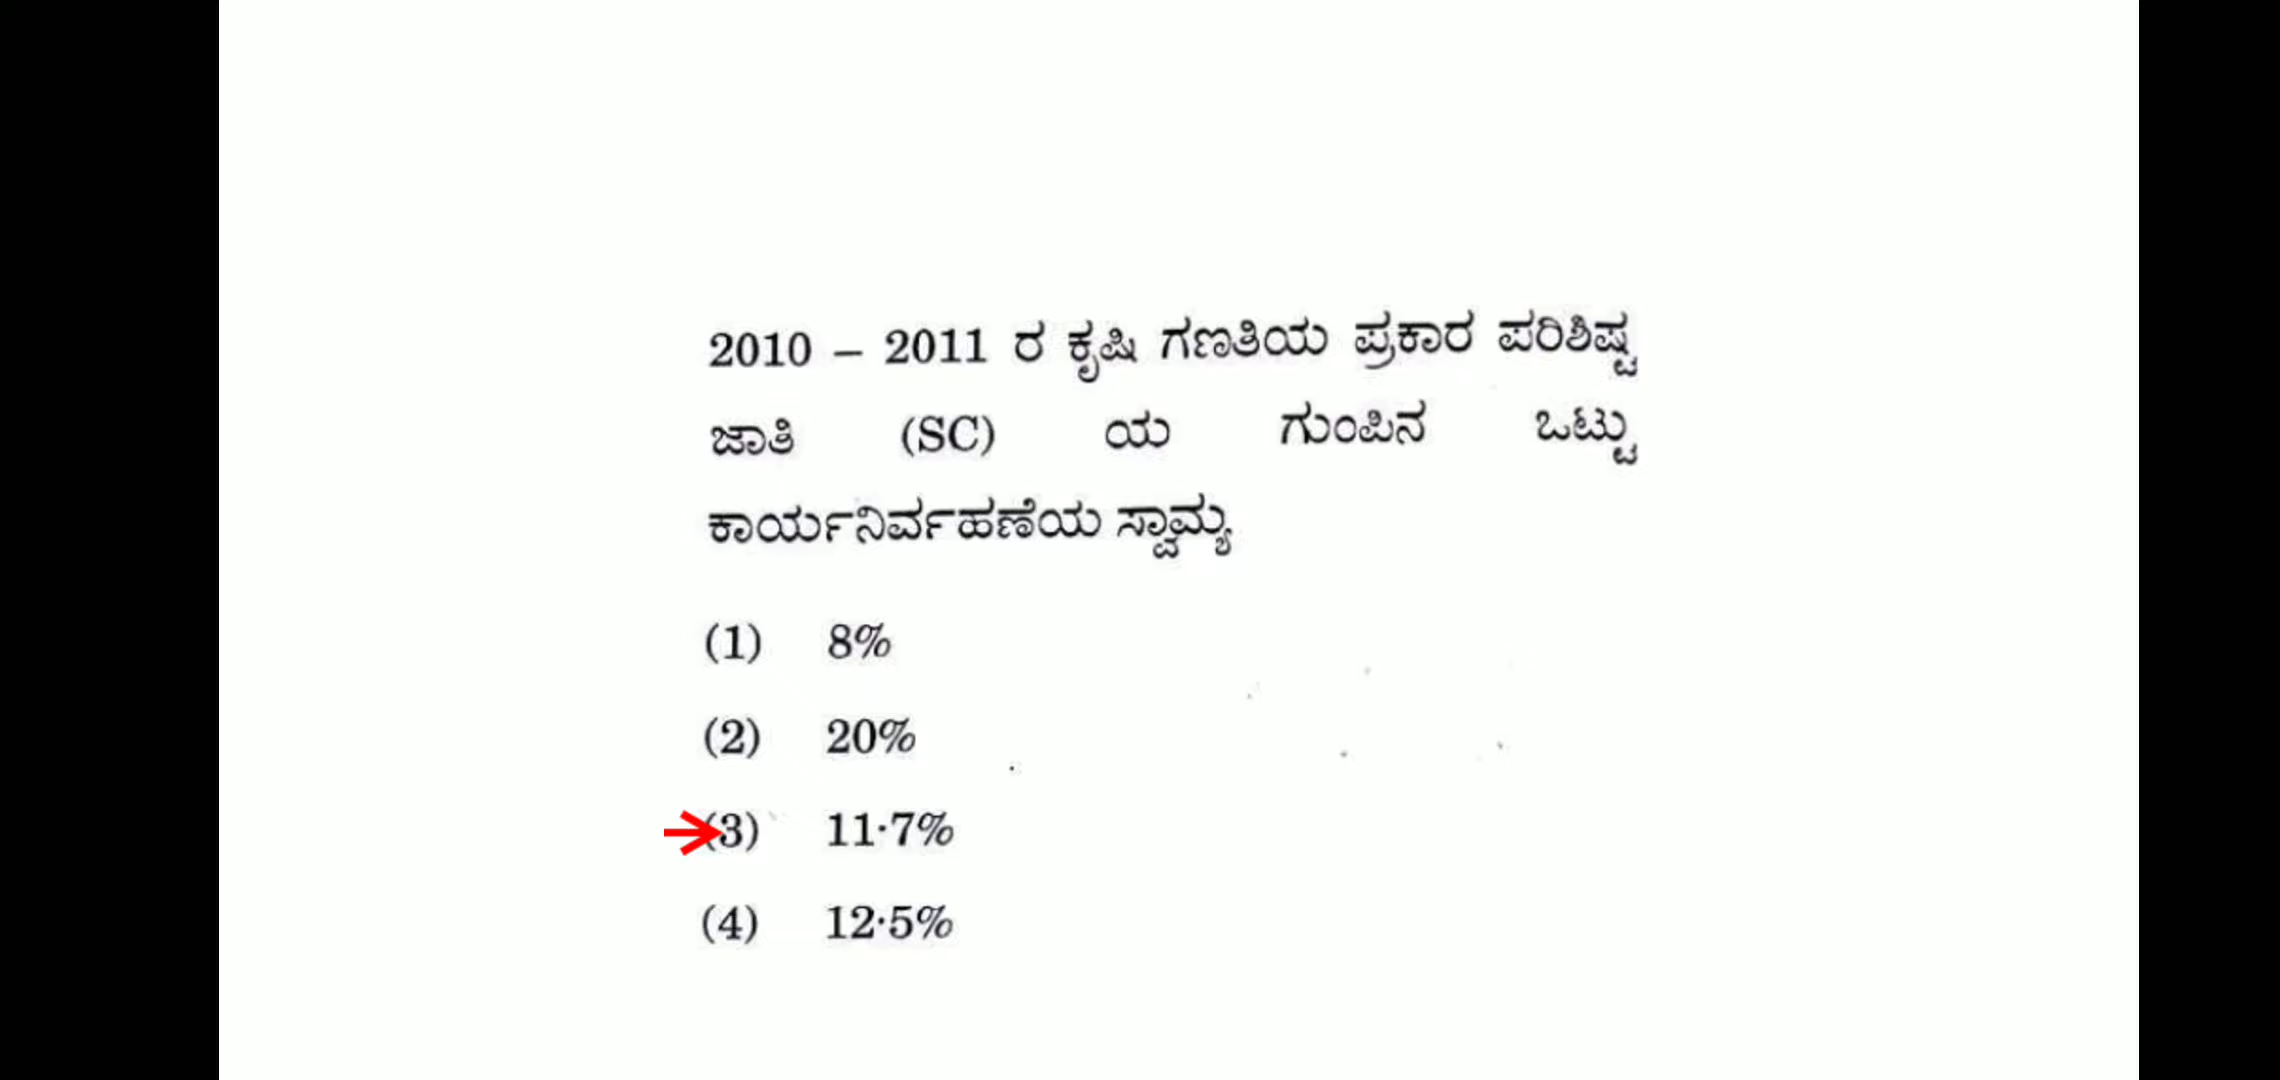 2010 – 2011 ರ ಕೃಷಿ ಗಣತಿಯ ಪ್ರಕಾರ ಪರಿಶಿಷ್ಟ
ಜಾತಿ (SC) ಯ ಗುಂಪಿನ ಒಟ್ಟು
ಕಾರ್ಯನಿರ್ವಹಣೆಯ ಸ್ವಾಮ್ಯ
(1) 8%
(2) 20%
(3) 11·7%
(4) 12·5%